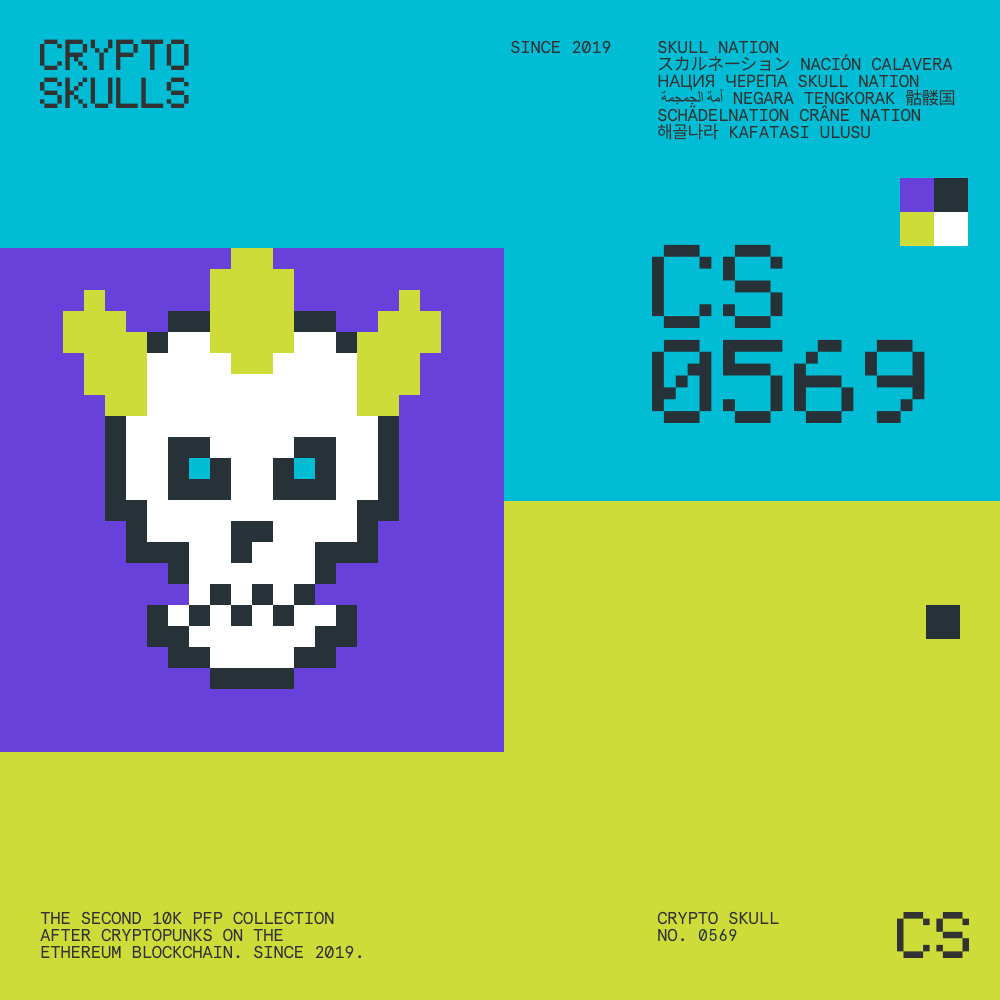 CRYPTO
SKULLS
SINCE 2019
SKULL NATION
スカルネーション NACIÓN CALAVERA
НАЦИЯ ЧЕРЕПА SKULL NATION
أمة الجمجمة NEGARA TENGKORAK 骷髅国
SCHÄDELNATION CRÂNE NATION
해골나라 KAFATASI ULUSU
CS
0569
THE SECOND 10K PFP COLLECTION
AFTER CRYPTOPUNKS ON THE
ETHEREUM BLOCKCHAIN. SINCE 2019.
CRYPTO SKULL
NO. 0569
CS